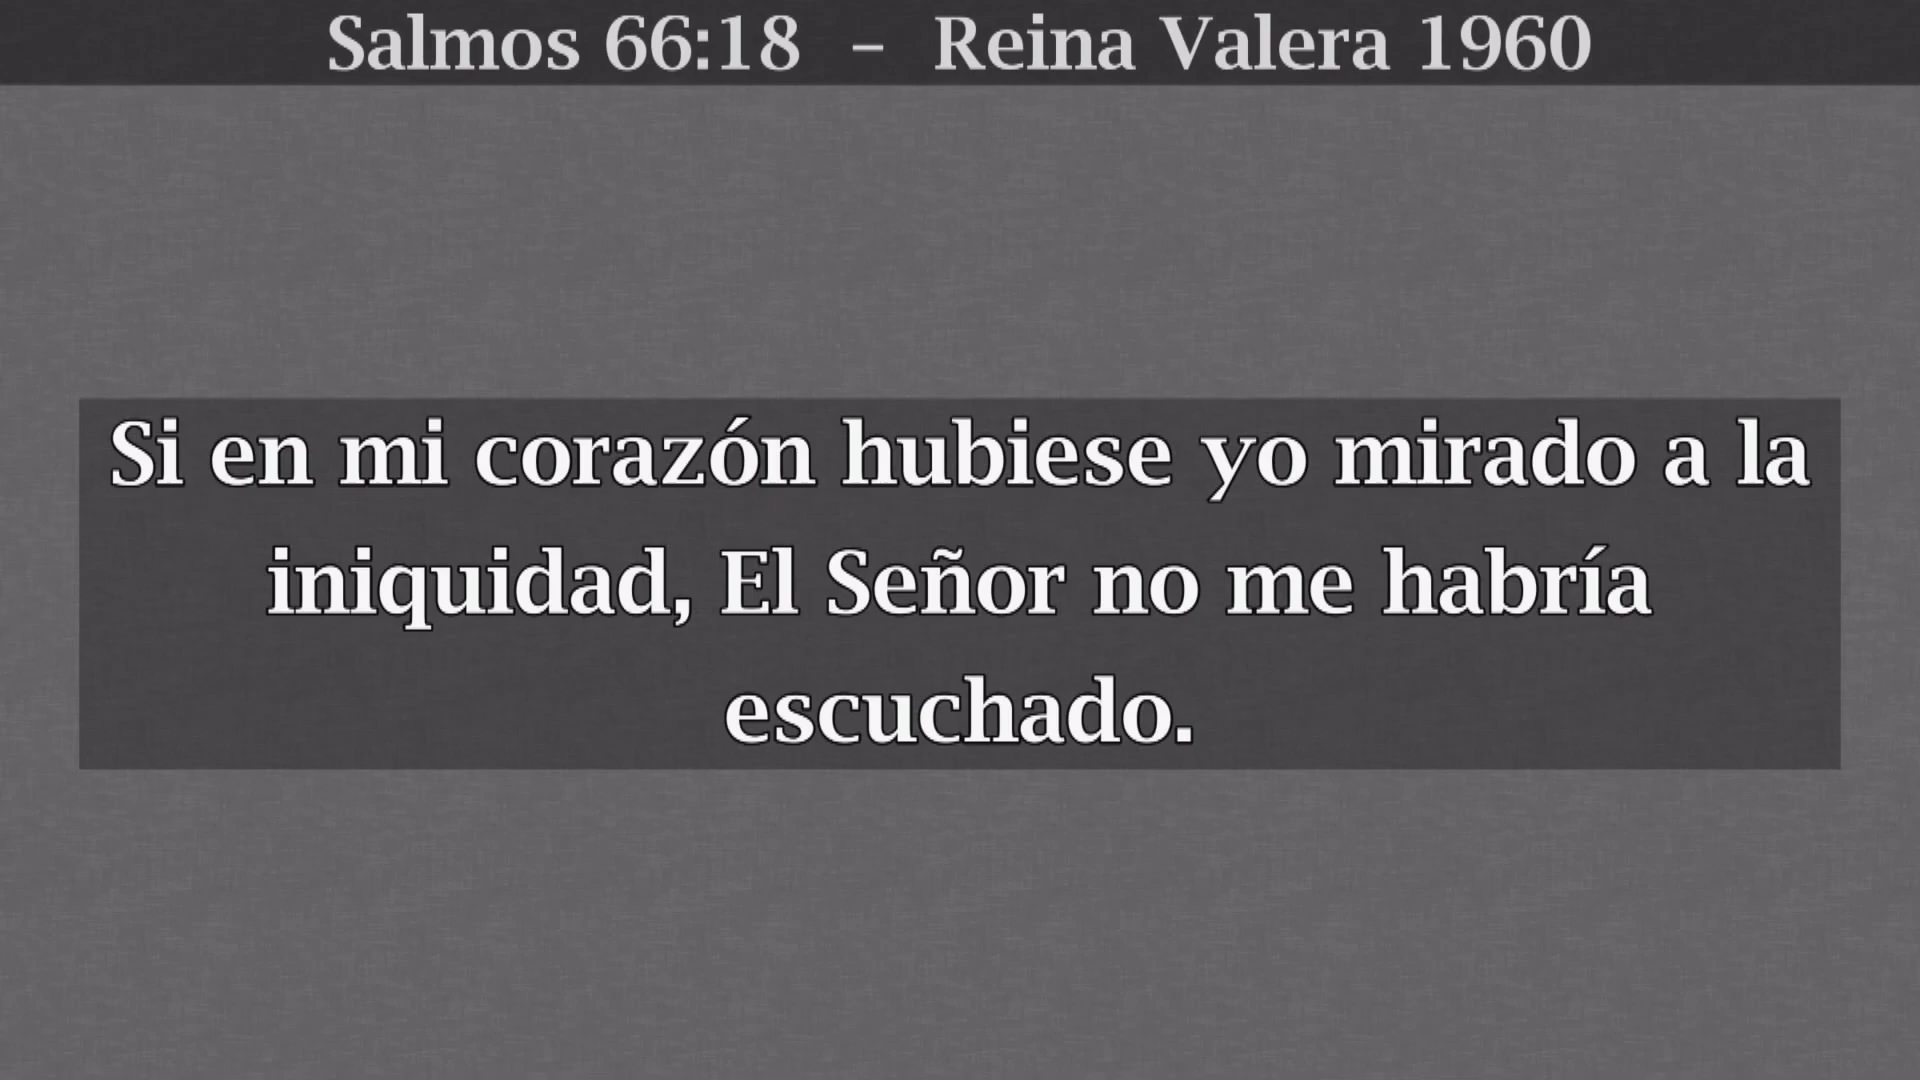 Salmos 66:18 – Reina Valera 1960
Si en mi corazón hubiese yo mirado a la
iniquidad, El Señor no me habría
escuchado.